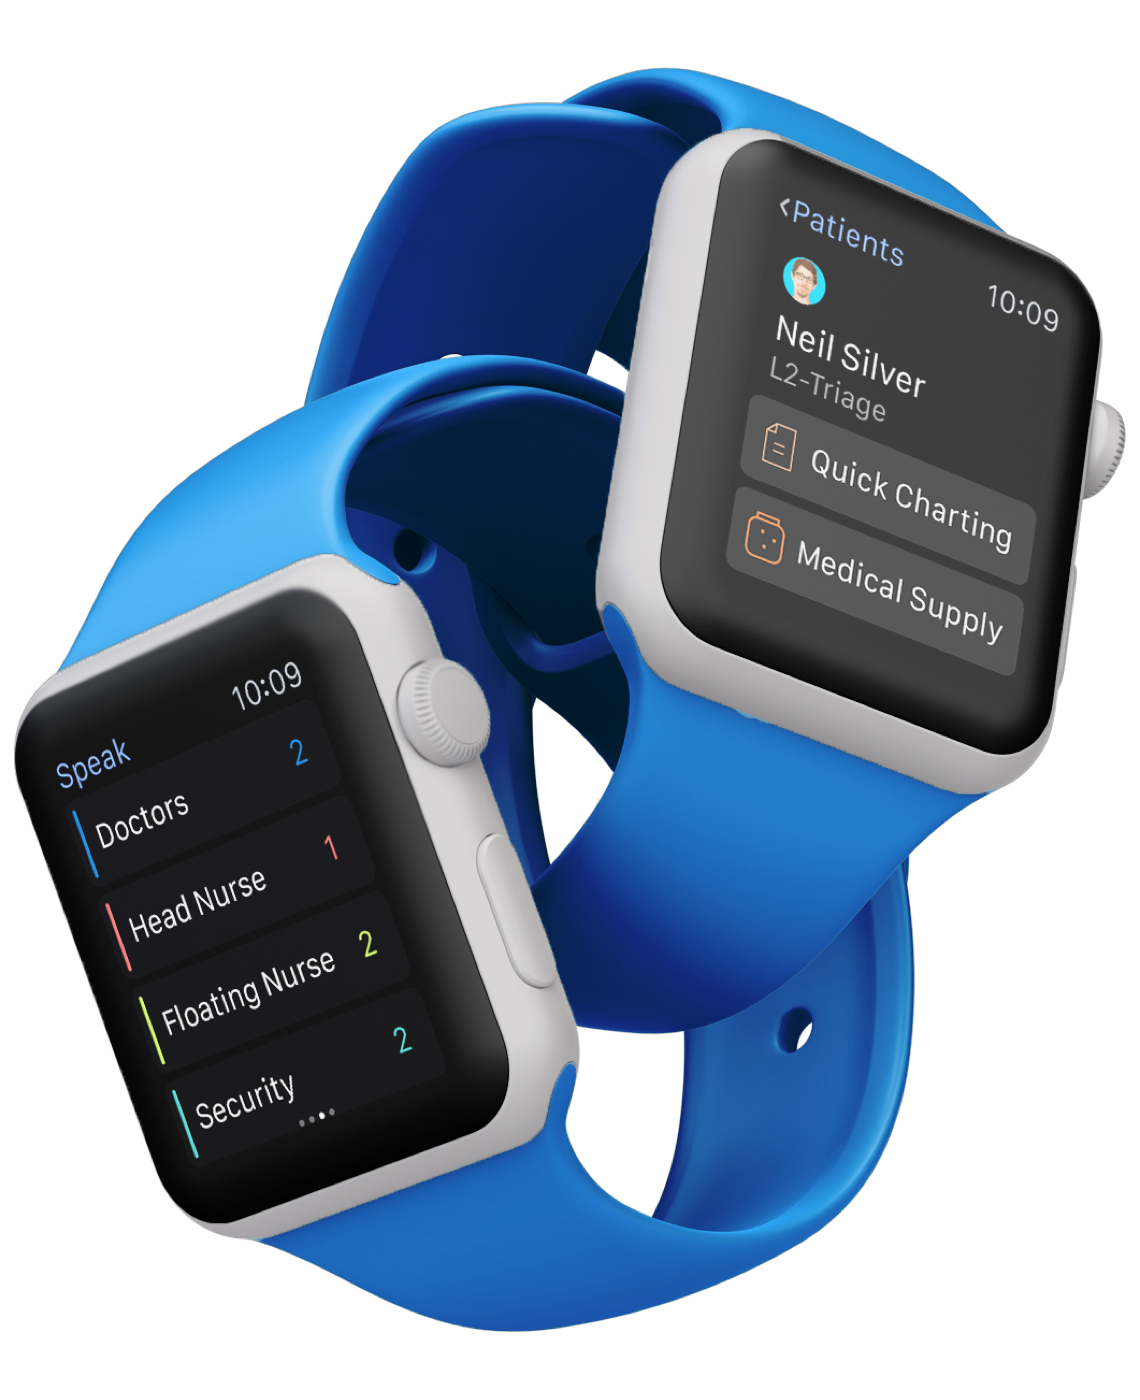 <Patients
10:09
Neil Silver
L2-Triage
Quick Charting
Medical Supply
10:09
Speak
Doctors
2
Head Nurse
1
Floating Nurse
2
Security
2